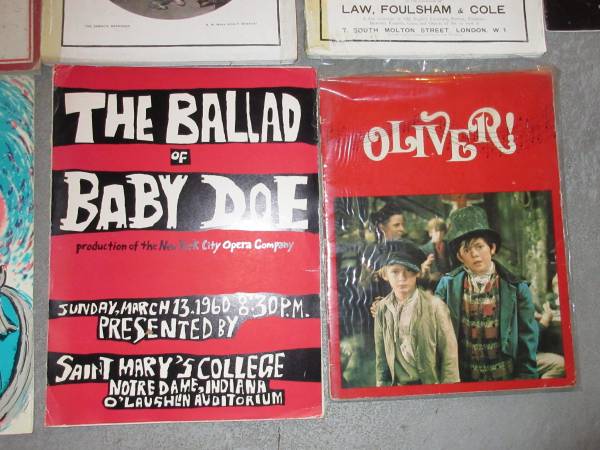 LAW, FOULSHAM & COLE
7, SOUTH MOLTON STREET, LONDON, W.1
THE BALLAD
OF
BABY DOE
production of the New York City Opera Company
SUNDAY, MARCH 13, 1960 8:30 P.M.
PRESENTED BY
SAINT MARY'S COLLEGE
NOTRE DAME, INDIANA
O'LAUGHLIN AUDITORIUM
OLIVER!